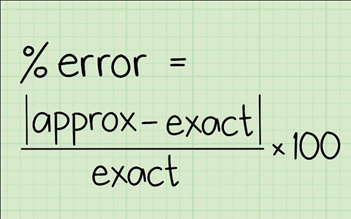 % error =
|approx - exact|
exact
× 100